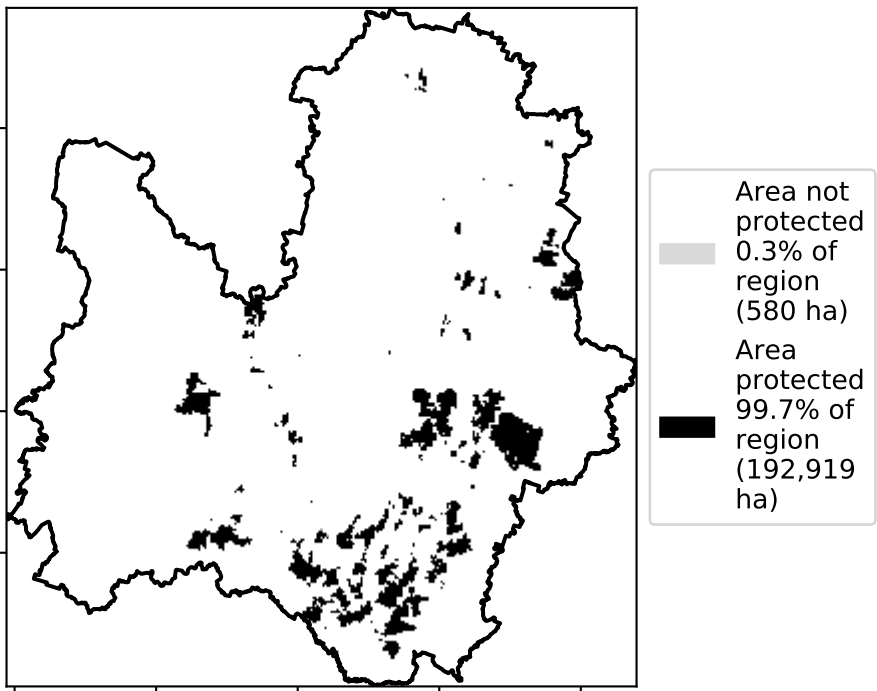 Area not
protected
0.3% of
region
(580 ha)
Area
protected
99.7% of
region
(192,919
ha)